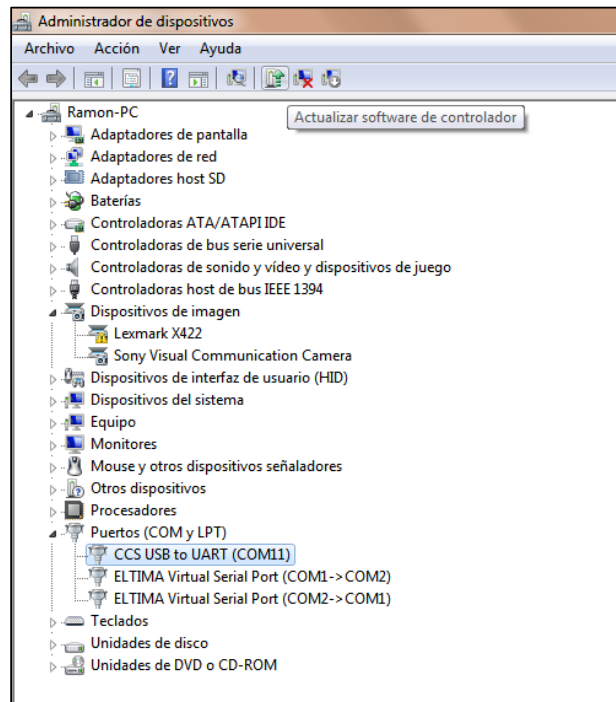 Administrador de dispositivos
Archivo Acción Ver Ayuda
Actualizar software de controlador
Ramon-PC
Adaptadores de pantalla
Adaptadores de red
Adaptadores host SD
Baterías
Controladoras ATA/ATAPI IDE
Controladoras de bus serie universal
Controladoras de sonido y vídeo y dispositivos de juego
Controladoras host de bus IEEE 1394
Dispositivos de imagen
Lexmark X422
Sony Visual Communication Camera
Dispositivos de interfaz de usuario (HID)
Dispositivos del sistema
Equipo
Monitores
Mouse y otros dispositivos señaladores
Otros dispositivos
Procesadores
Puertos (COM y LPT)
CCS USB to UART (COM11)
ELTIMA Virtual Serial Port (COM1->COM2)
ELTIMA Virtual Serial Port (COM2->COM1)
Teclados
Unidades de disco
Unidades de DVD o CD-ROM